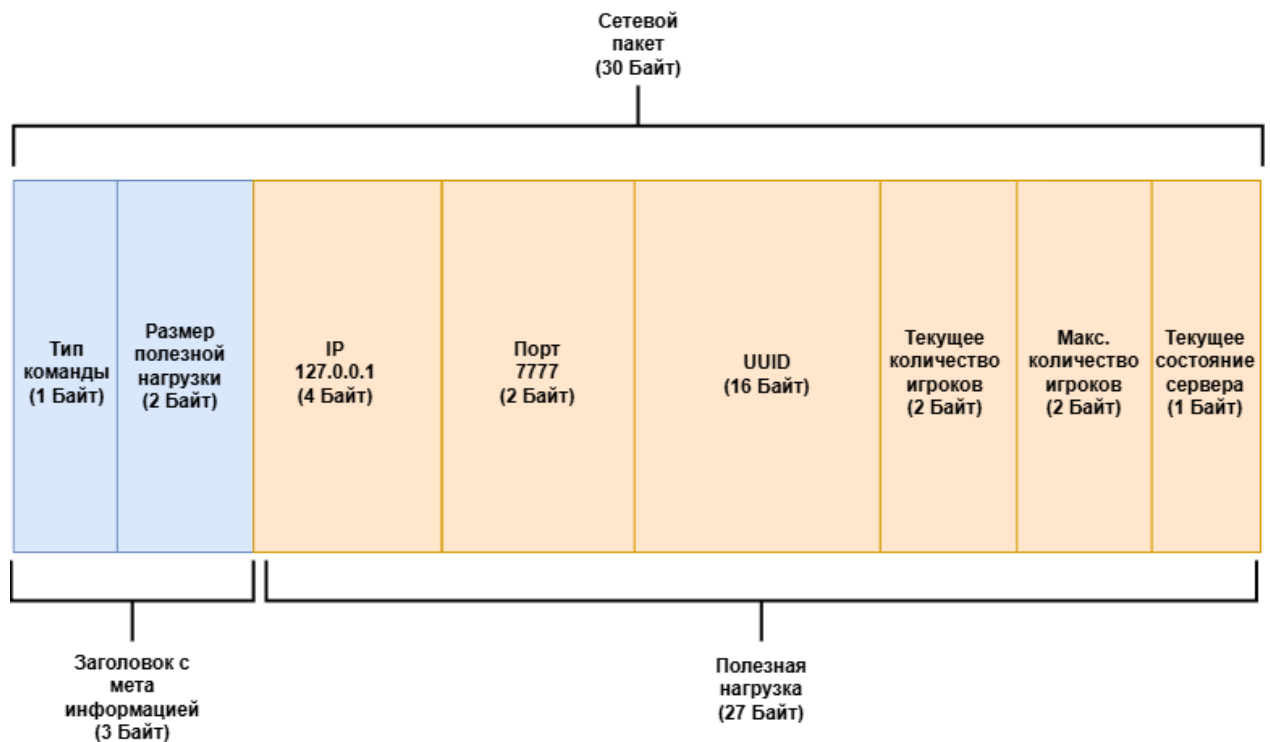 Сетевой
пакет
(30 Байт)
Тип
команды
(1 Байт)
Размер
полезной
нагрузки
(2 Байт)
IP
127.0.0.1
(4 Байт)
Порт
7777
(2 Байт)
UUID
(16 Байт)
Текущее
количество
игроков
(2 Байт)
Макс.
количество
игроков
(2 Байт)
Текущее
состояние
сервера
(1 Байт)
Заголовок с
мета
информацией
(3 Байт)
Полезная
нагрузка
(27 Байт)